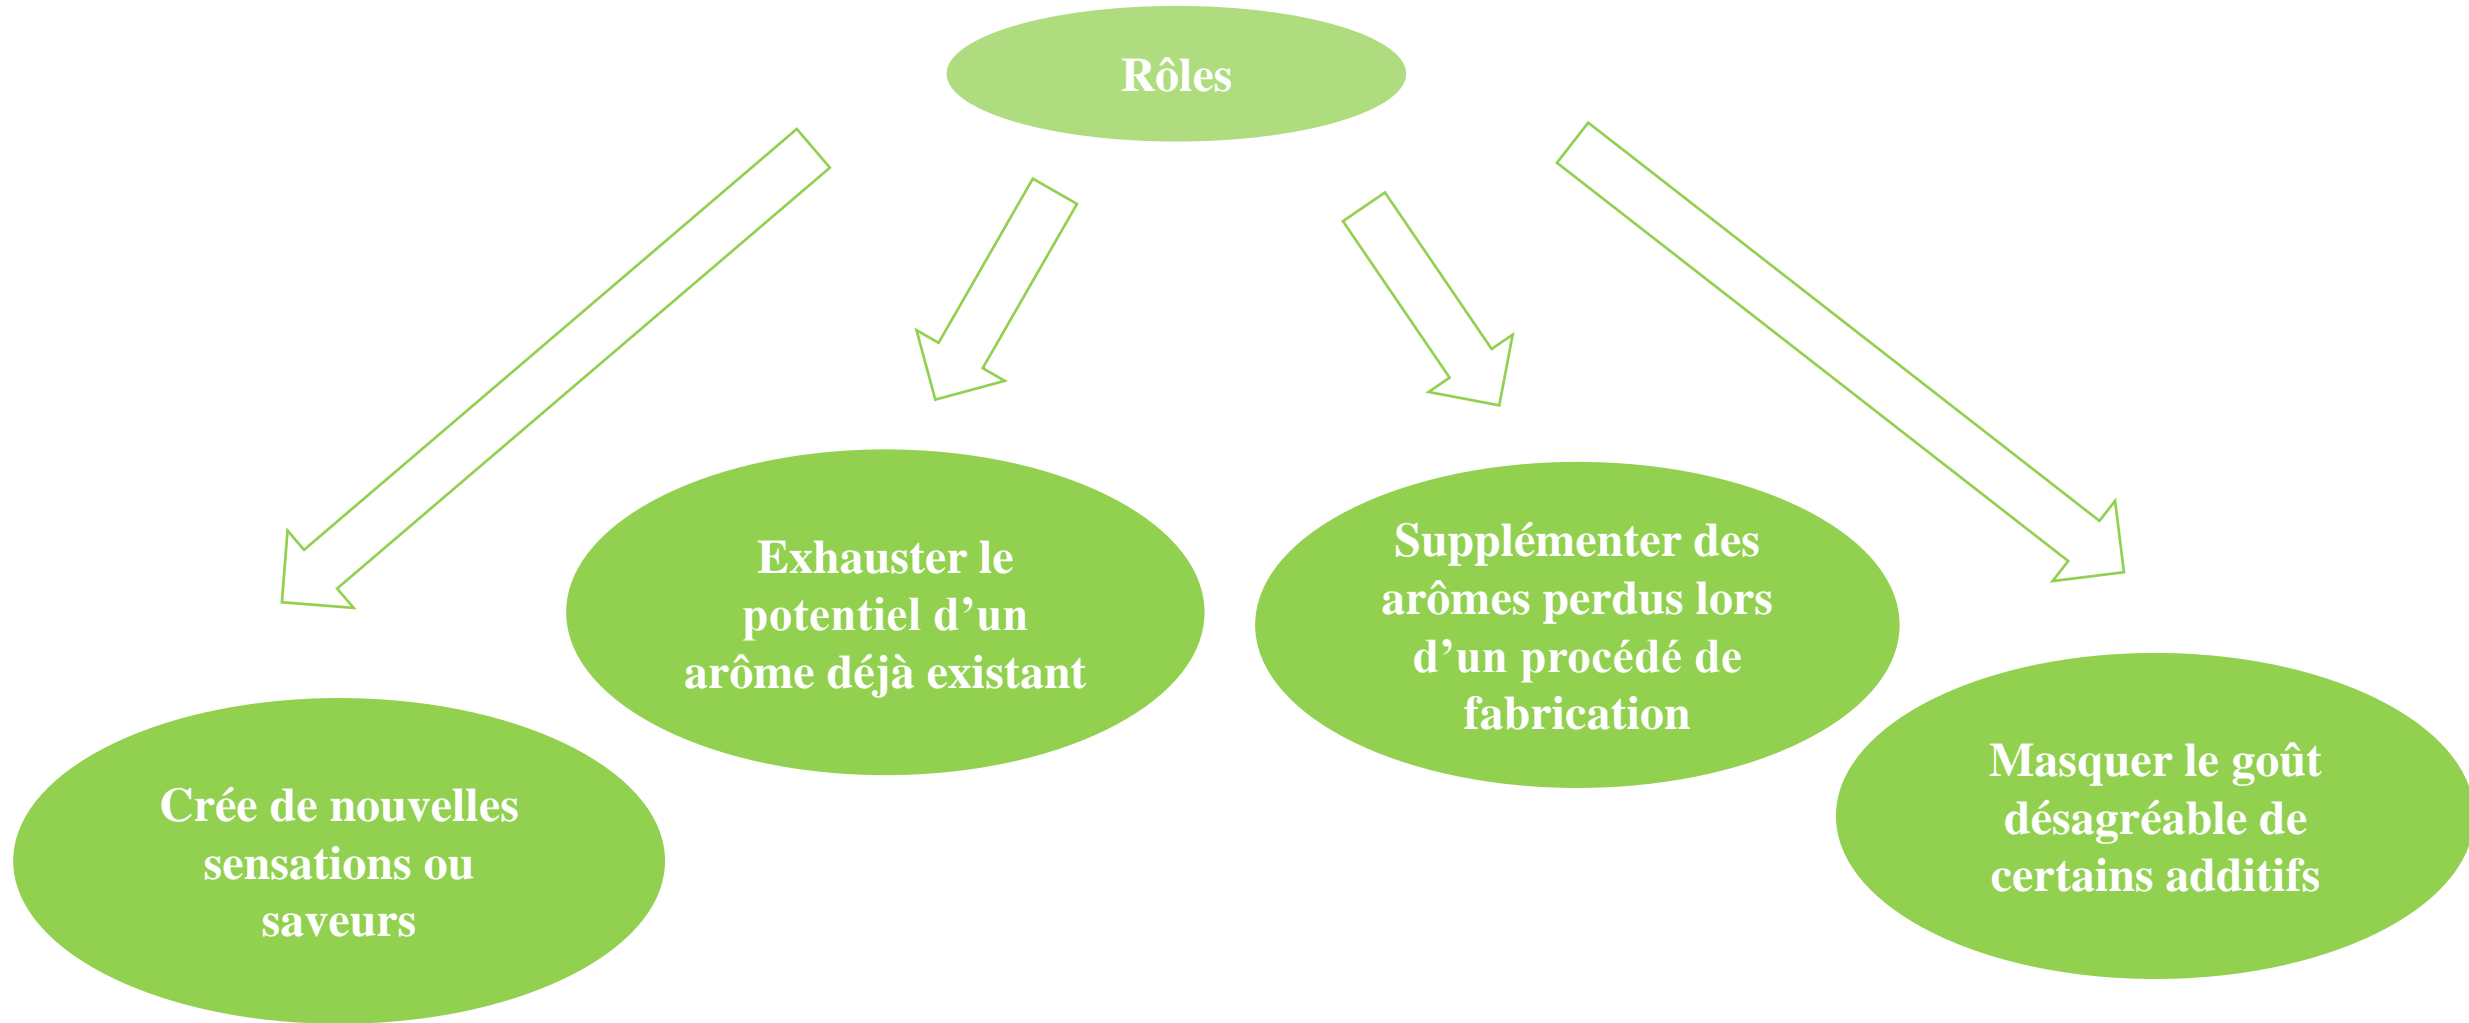 Rôles
Exhauster le
potentiel d’un
arôme déjà existant
Supplémenter des
arômes perdus lors
d’un procédé de
fabrication
Masquer le goût
désagréable de
certains additifs
Crée de nouvelles
sensations ou
saveurs